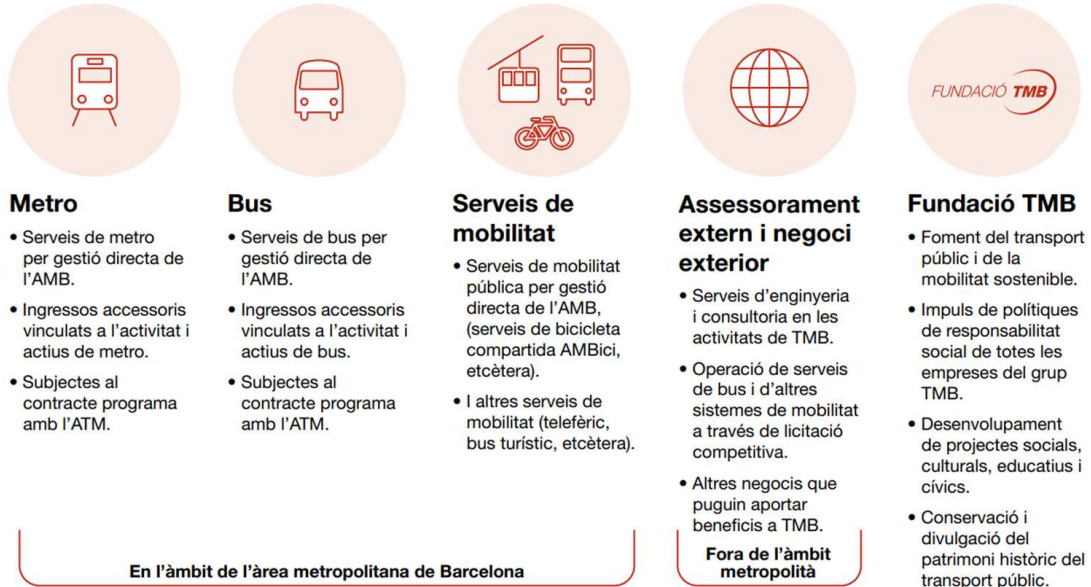 FUNDACIÓ TMB
Metro
• Serveis de metro
per gestió directa de
l’AMB.
• Ingressos accessoris
vinculats a l’activitat i
actius de metro.
• Subjectes al
contracte programa
amb l’ATM.
Bus
• Serveis de bus per
gestió directa de
l’AMB.
• Ingressos accessoris
vinculats a l’activitat i
actius de bus.
• Subjectes al
contracte programa
amb l’ATM.
Serveis de
mobilitat
• Serveis de mobilitat
pública per gestió
directa de l’AMB,
(serveis de bicicleta
compartida AMBici,
etcètera).
• I altres serveis de
mobilitat (telefèric,
bus turístic, etcètera).
En l’àmbit de l’àrea metropolitana de Barcelona
Assessorament
extern i negoci
exterior
• Serveis d’enginyeria
i consultoria en les
activitats de TMB.
• Operació de serveis
de bus i d’altres
sistemes de mobilitat
a través de licitació
competitiva.
• Altres negocis que
puguin aportar
beneficis a TMB.
Fora de l’àmbit
metropolità
Fundació TMB
• Foment del transport
públic i de la
mobilitat sostenible.
• Impuls de polítiques
de responsabilitat
social de totes les
empreses del grup
TMB.
• Desenvolupament
de projectes socials,
culturals, educatius i
cívics.
• Conservació i
divulgació del
patrimoni històric del
transport públic.